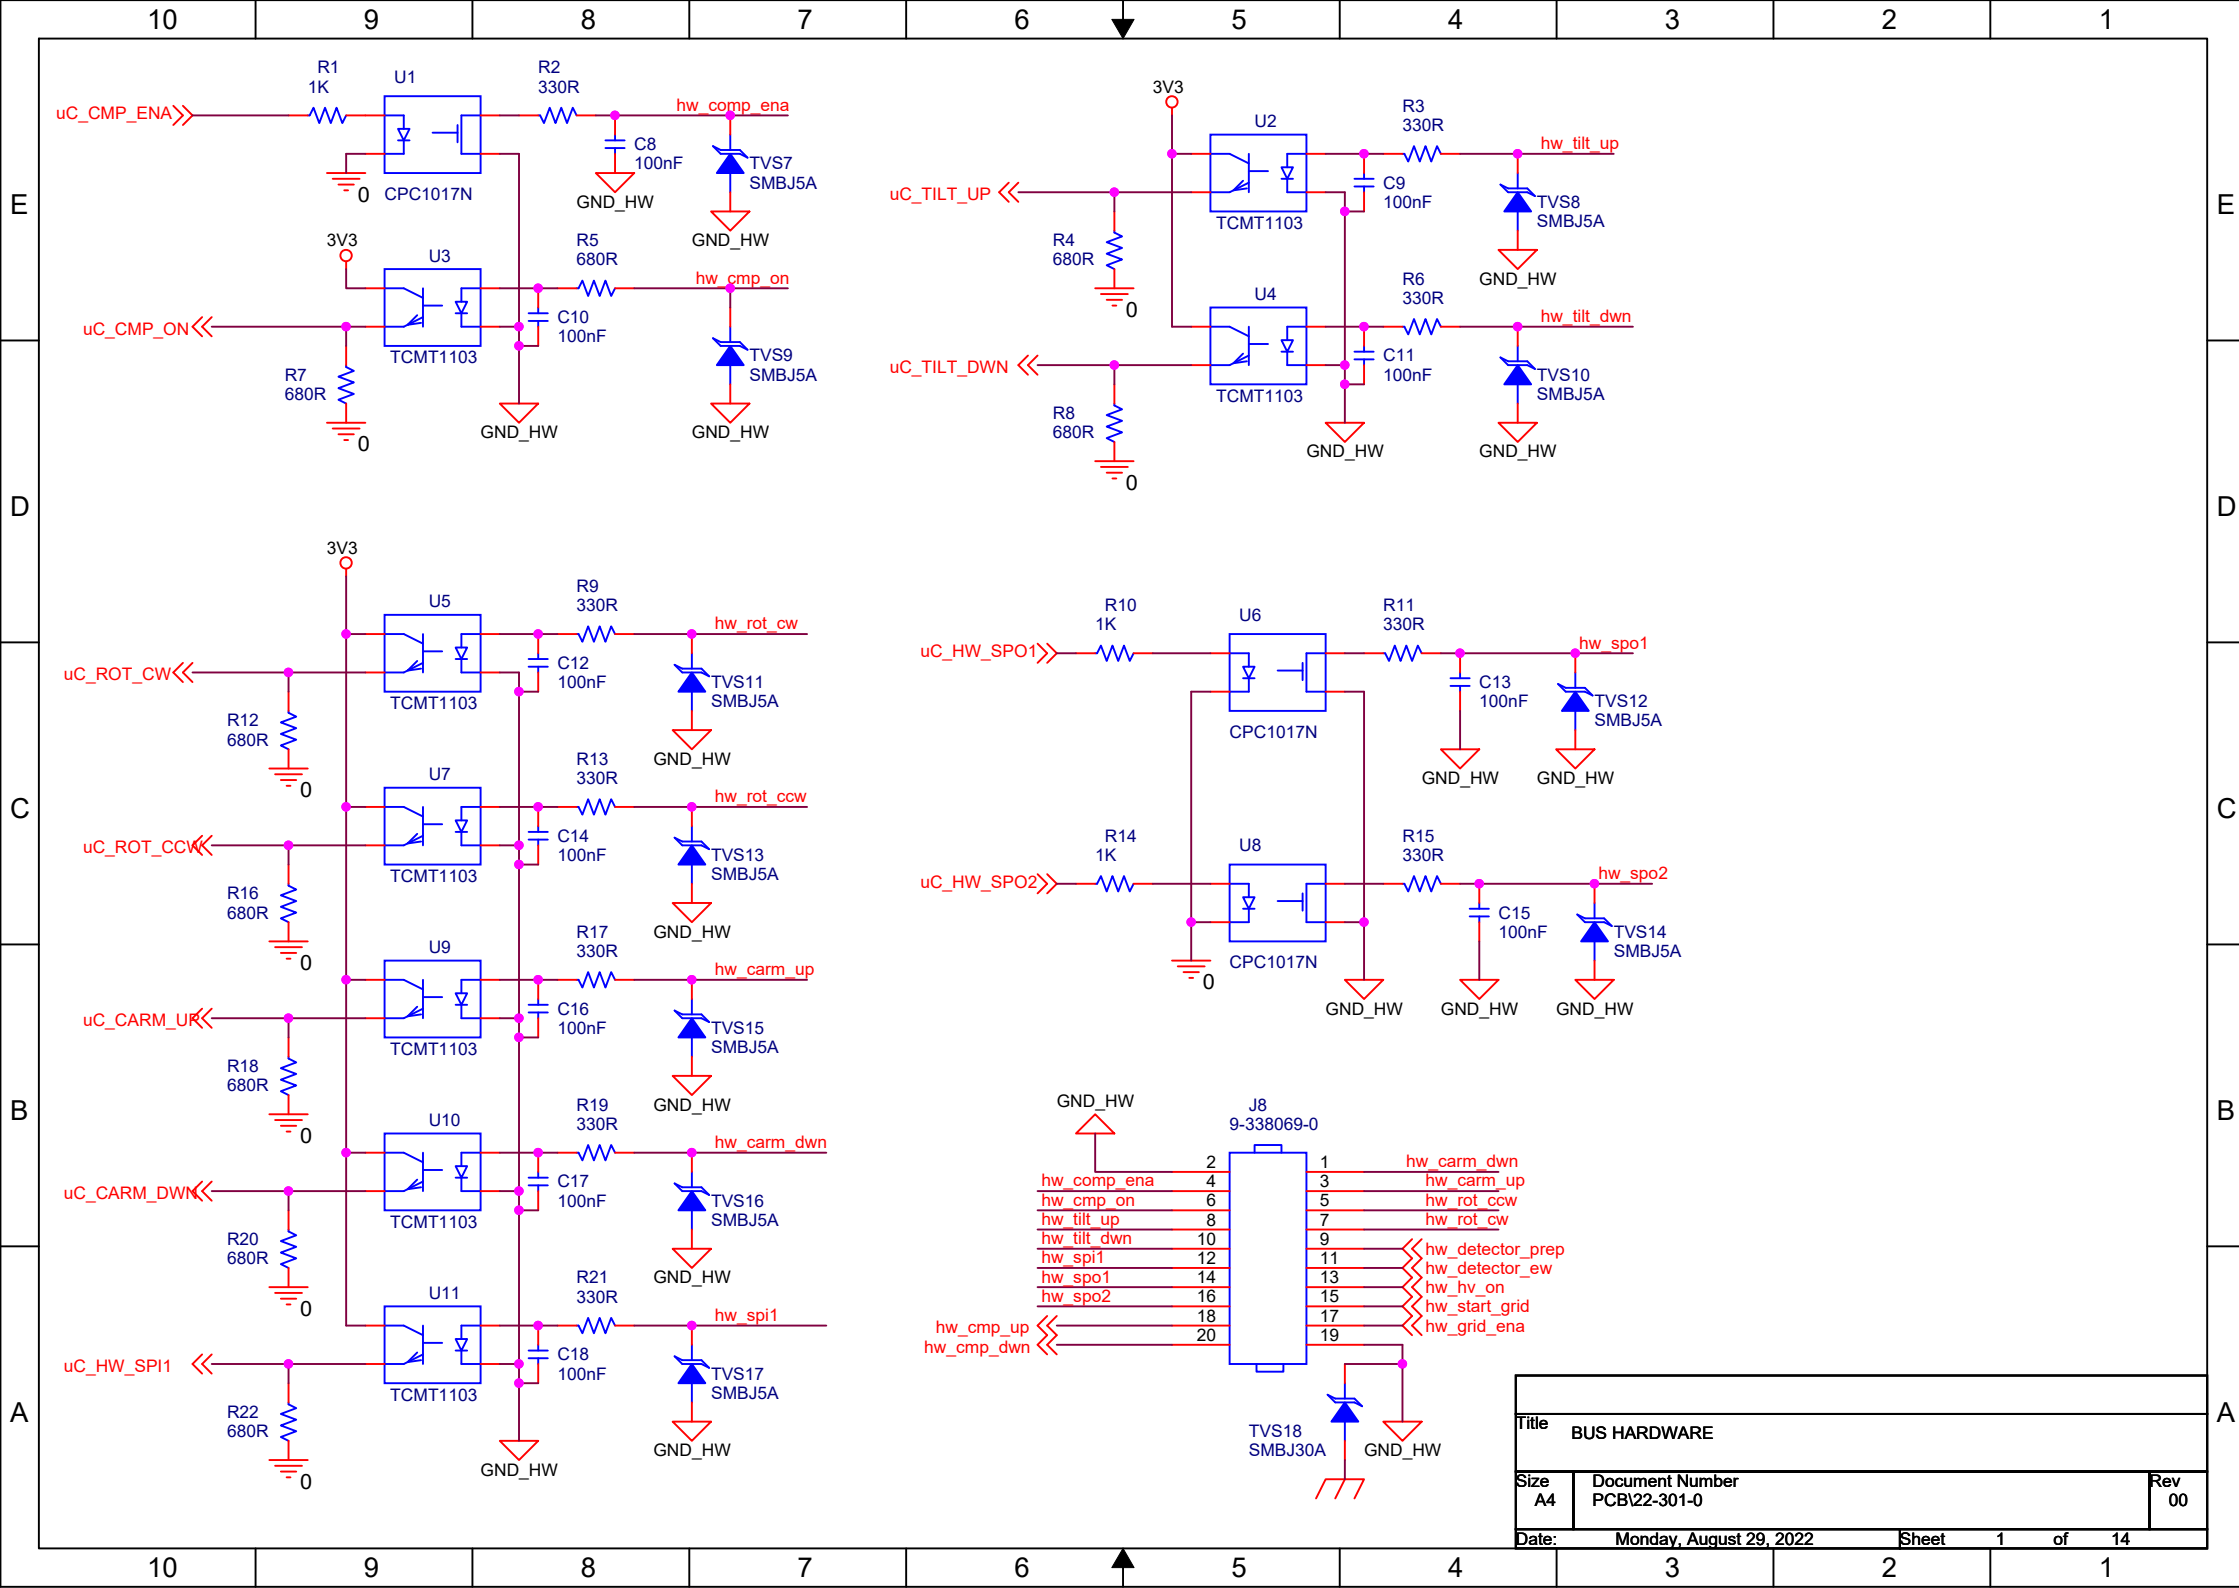 10 9 8 7 6 5 4 3 2 1
E
D
C
B
A
R1
1K
U1
R2
330R
uC_CMP_ENA
hw_comp_ena
C8
100nF
TVS7
SMBJ5A
0
CPC1017N
GND_HW
GND_HW
3V3
U3
R5
680R
hw_cmp_on
uC_CMP_ON
C10
100nF
TCMT1103
TVS9
SMBJ5A
R7
680R
0
GND_HW
GND_HW
3V3
U2
R3
330R
hw_tilt_up
uC_TILT_UP
C9
100nF
TVS8
SMBJ5A
TCMT1103
R4
680R
0
GND_HW
U4
R6
330R
hw_tilt_dwn
uC_TILT_DWN
C11
100nF
TVS10
SMBJ5A
TCMT1103
R8
680R
0
GND_HW
GND_HW
3V3
U5
R9
330R
hw_rot_cw
uC_ROT_CW
C12
100nF
TVS11
SMBJ5A
TCMT1103
R12
680R
0
GND_HW
U7
R13
330R
hw_rot_ccw
uC_ROT_CCW
C14
100nF
TVS13
SMBJ5A
TCMT1103
R16
680R
0
GND_HW
U9
R17
330R
hw_carm_up
uC_CARM_UP
C16
100nF
TVS15
SMBJ5A
TCMT1103
R18
680R
0
GND_HW
U10
R19
330R
hw_carm_dwn
uC_CARM_DWN
C17
100nF
TVS16
SMBJ5A
TCMT1103
R20
680R
0
GND_HW
U11
R21
330R
hw_spi1
uC_HW_SPI1
C18
100nF
TVS17
SMBJ5A
TCMT1103
R22
680R
0
GND_HW
GND_HW
R10
1K
U6
R11
330R
uC_HW_SPO1
hw_spo1
C13
100nF
TVS12
SMBJ5A
CPC1017N
GND_HW
GND_HW
R14
1K
U8
R15
330R
uC_HW_SPO2
hw_spo2
C15
100nF
TVS14
SMBJ5A
CPC1017N
0
GND_HW
GND_HW
GND_HW
GND_HW
J8
9-338069-0
2 1 hw_carm_dwn
hw_comp_ena 4 3 hw_carm_up
hw_cmp_on 6 5 hw_rot_ccw
hw_tilt_up 8 7 hw_rot_cw
hw_tilt_dwn 10 9 hw_detector_prep
hw_spi1 12 11 hw_detector_ew
hw_spo1 14 13 hw_hv_on
hw_spo2 16 15 hw_start_grid
hw_cmp_up 18 17 hw_grid_ena
hw_cmp_dwn 20 19
TVS18
SMBJ30A
GND_HW
Title
BUS HARDWARE
Size
A4
Document Number
PCB\22-301-0
Rev
00
Date: Monday, August 29, 2022 Sheet 1 of 14
E
D
C
B
A
10 9 8 7 6 5 4 3 2 1